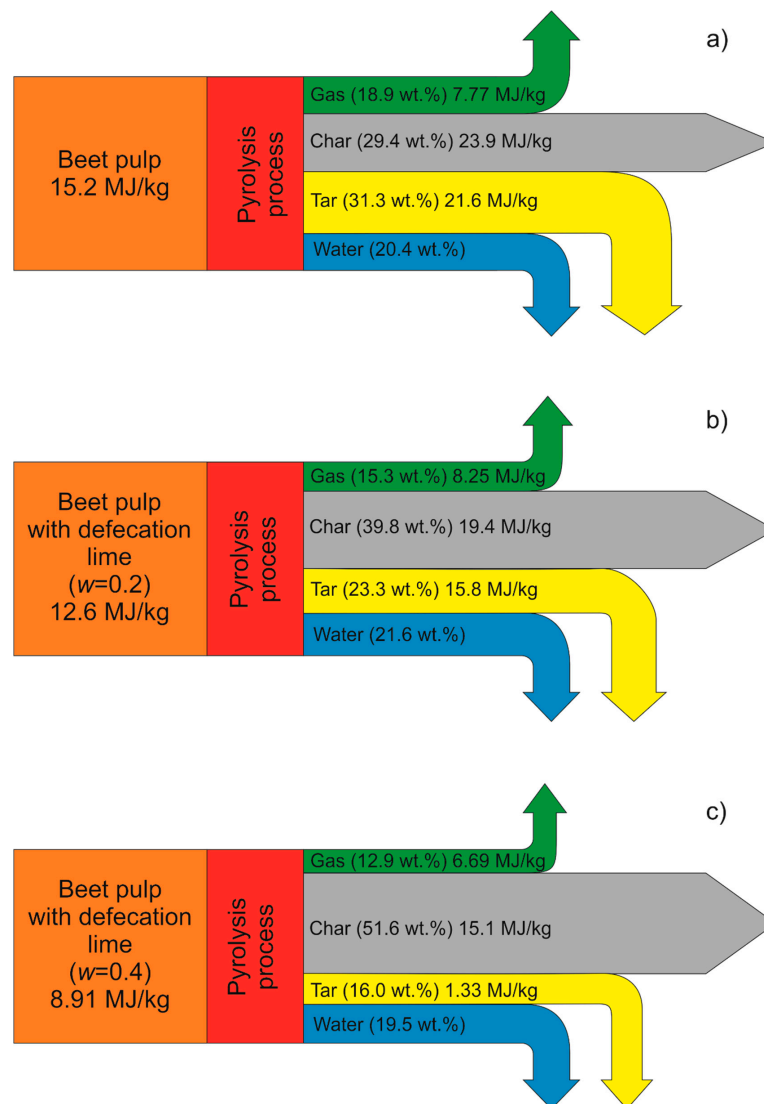 a)
Gas (18.9 wt.%) 7.77 MJ/kg
Char (29.4 wt.%) 23.9 MJ/kg
Beet pulp
15.2 MJ/kg
Pyrolysis
process
Tar (31.3 wt.%) 21.6 MJ/kg
Water (20.4 wt.%)
b)
Gas (15.3 wt.%) 8.25 MJ/kg
Beet pulp
with defecation
lime
(w=0.2)
12.6 MJ/kg
Pyrolysis
process
Char (39.8 wt.%) 19.4 MJ/kg
Tar (23.3 wt.%) 15.8 MJ/kg
Water (21.6 wt.%)
c)
Gas (12.9 wt.%) 6.69 MJ/kg
Beet pulp
with defecation
lime
(w=0.4)
8.91 MJ/kg
Pyrolysis
process
Char (51.6 wt.%) 15.1 MJ/kg
Tar (16.0 wt.%) 1.33 MJ/kg
Water (19.5 wt.%)